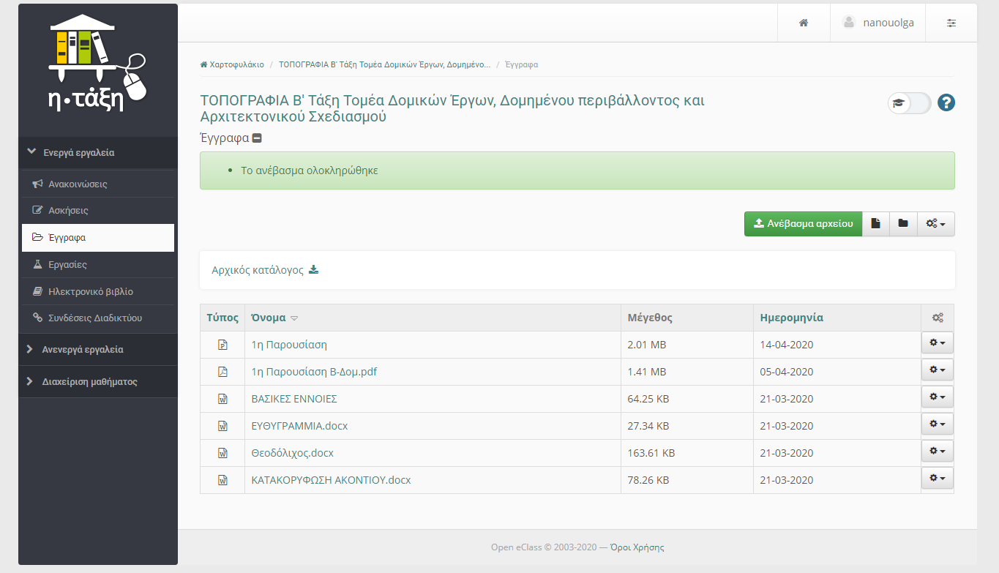 η·τάξη
nanouolga
Ενεργά εργαλεία
Ανακοινώσεις
Ασκήσεις
Έγγραφα
Εργασίες
Ηλεκτρονικό βιβλίο
Συνδέσεις Διαδικτύου
Ανενεργά εργαλεία
Διαχείριση μαθήματος
Χαρτοφυλάκιο / ΤΟΠΟΓΡΑΦΙΑ Β' Τάξη Τομέα Δομικών Έργων, Δομημένο... / Έγγραφα
ΤΟΠΟΓΡΑΦΙΑ Β' Τάξη Τομέα Δομικών Έργων, Δομημένου περιβάλλοντος και
Αρχιτεκτονικού Σχεδιασμού
Έγγραφα
Το ανέβασμα ολοκληρώθηκε
Ανέβασμα αρχείου
Αρχικός κατάλογος
Τύπος Όνομα Μέγεθος Ημερομηνία
1η Παρουσίαση 2.01 MB 14-04-2020
1η Παρουσίαση Β-Δομ.pdf 1.41 MB 05-04-2020
ΒΑΣΙΚΕΣ ΕΝΝΟΙΕΣ 64.25 KB 21-03-2020
ΕΥΘΥΓΡΑΜΜΙΑ.docx 27.34 KB 21-03-2020
Θεοδόλιχος.docx 163.61 KB 21-03-2020
ΚΑΤΑΚΟΡΥΦΩΣΗ ΑΚΟΝΤΙΟΥ.docx 78.26 KB 21-03-2020
Open eClass © 2003-2020 — Όροι Χρήσης